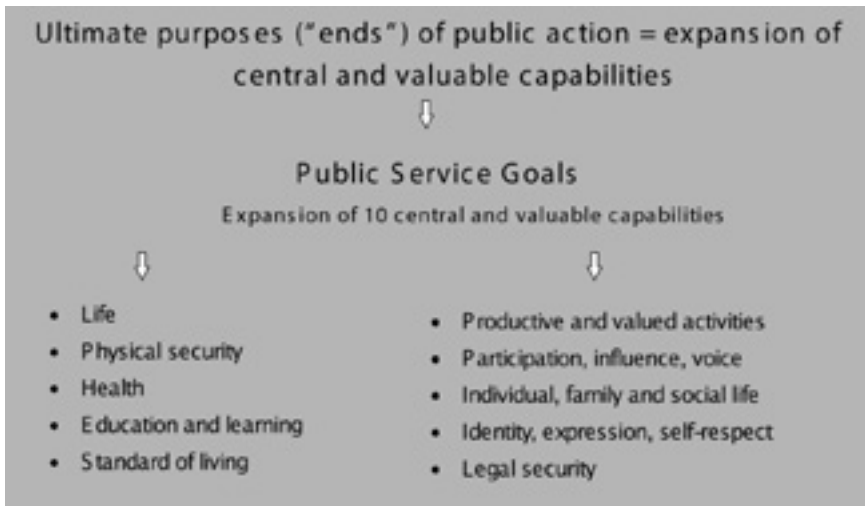 Ultimate purposes ("ends") of public action = expansion of
central and valuable capabilities
Public Service Goals
Expansion of 10 central and valuable capabilities
• Life
• Physical security
• Health
• Education and learning
• Standard of living
• Productive and valued activities
• Participation, influence, voice
• Individual, family and social life
• Identity, expression, self-respect
• Legal security